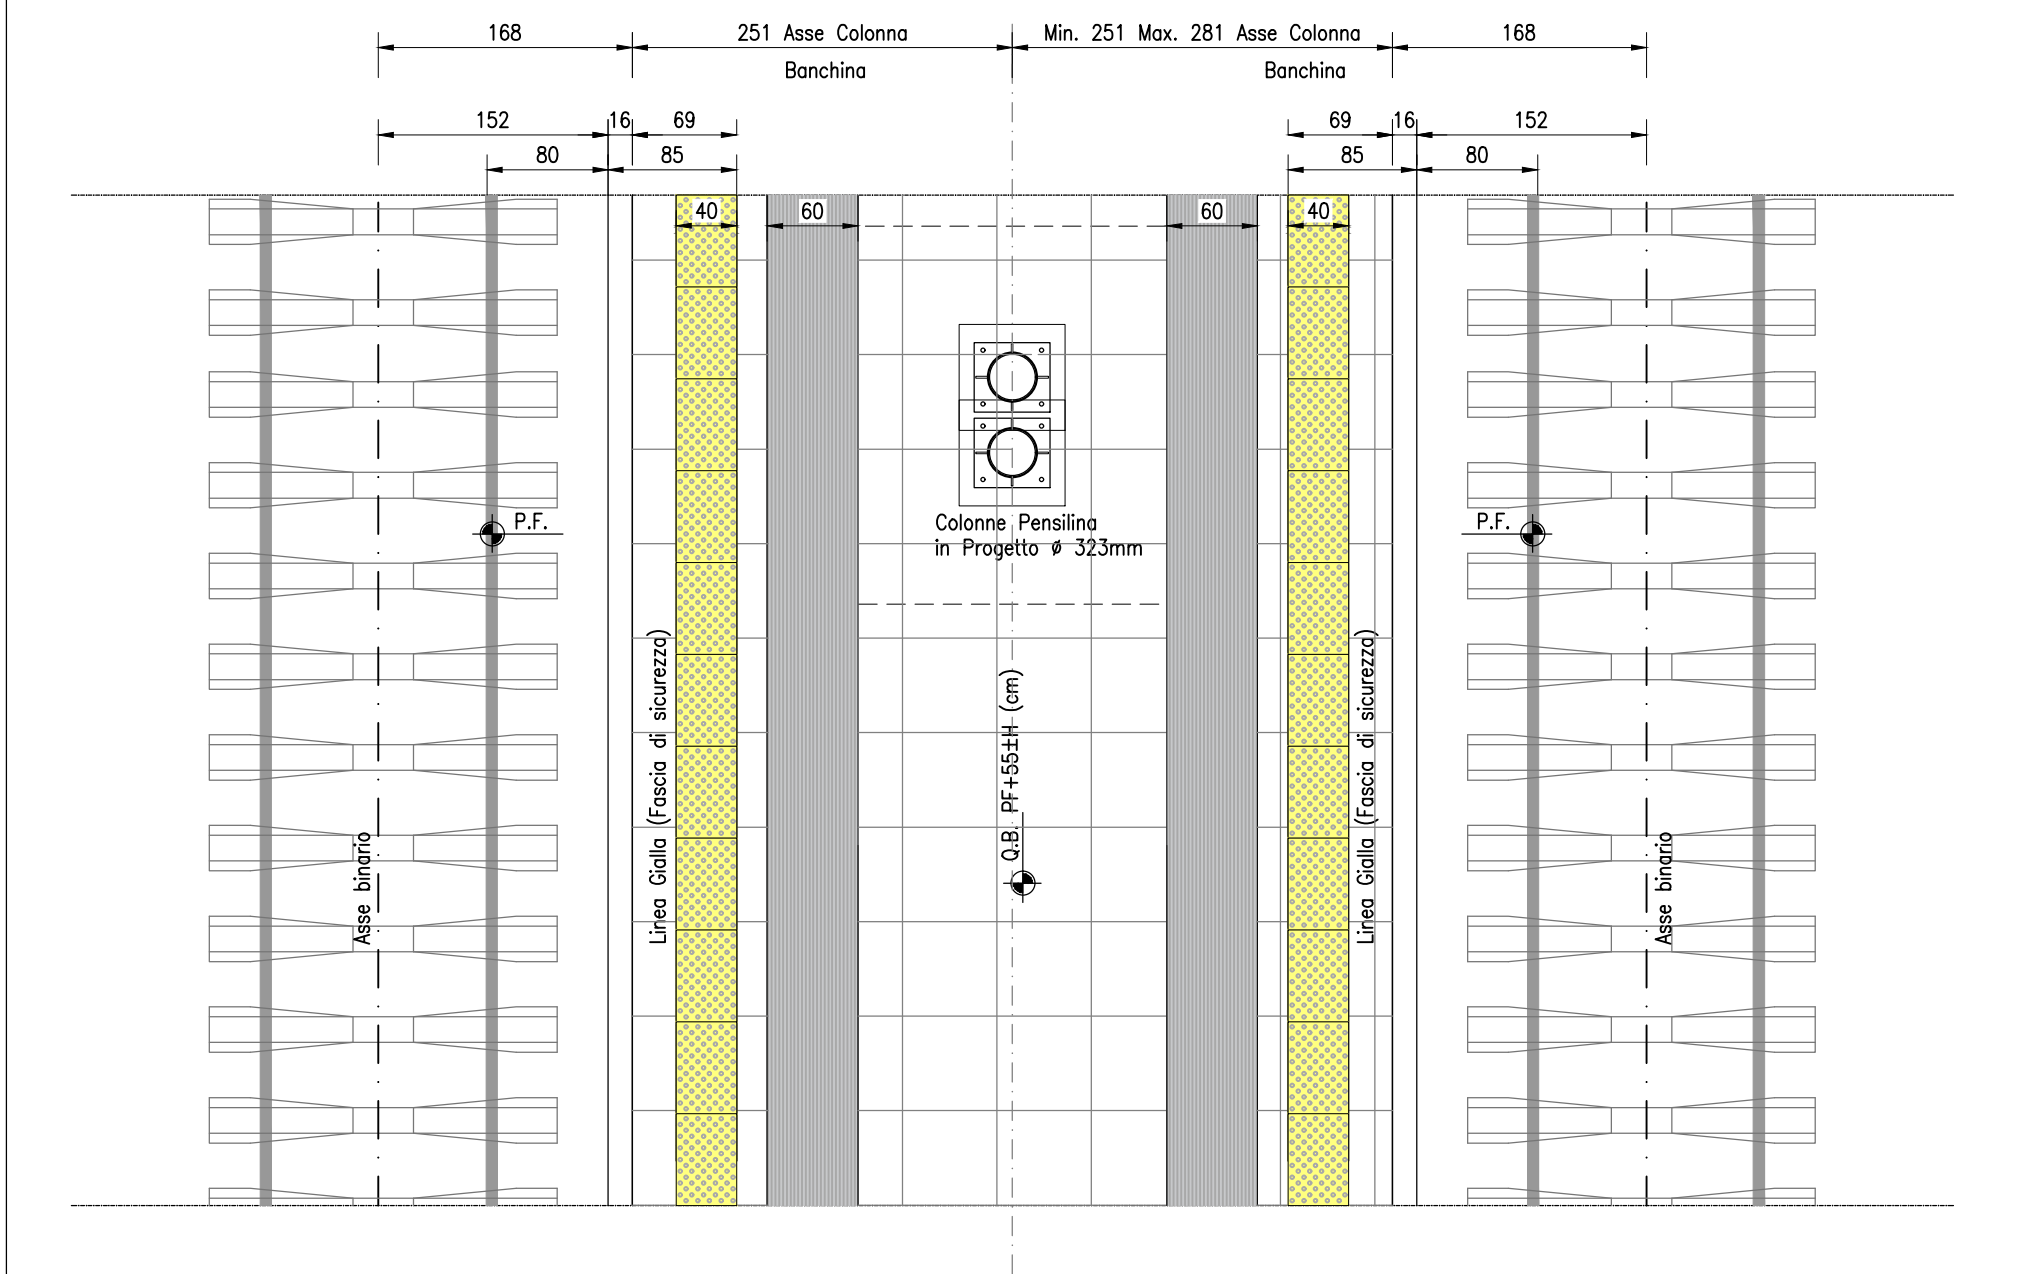 168
251 Asse Colonna
Min. 251 Max. 281 Asse Colonna
168
Banchina
Banchina
152
16
69
69
16
152
80
85
85
80
40
60
60
40
P.F.
P.F.
Colonne Pensilina
in Progetto ø 323mm
Linea Gialla (Fascia di sicurezza)
Q.B. PF+55±H (cm)
Linea Gialla (Fascia di sicurezza)
Asse binario
Asse binario